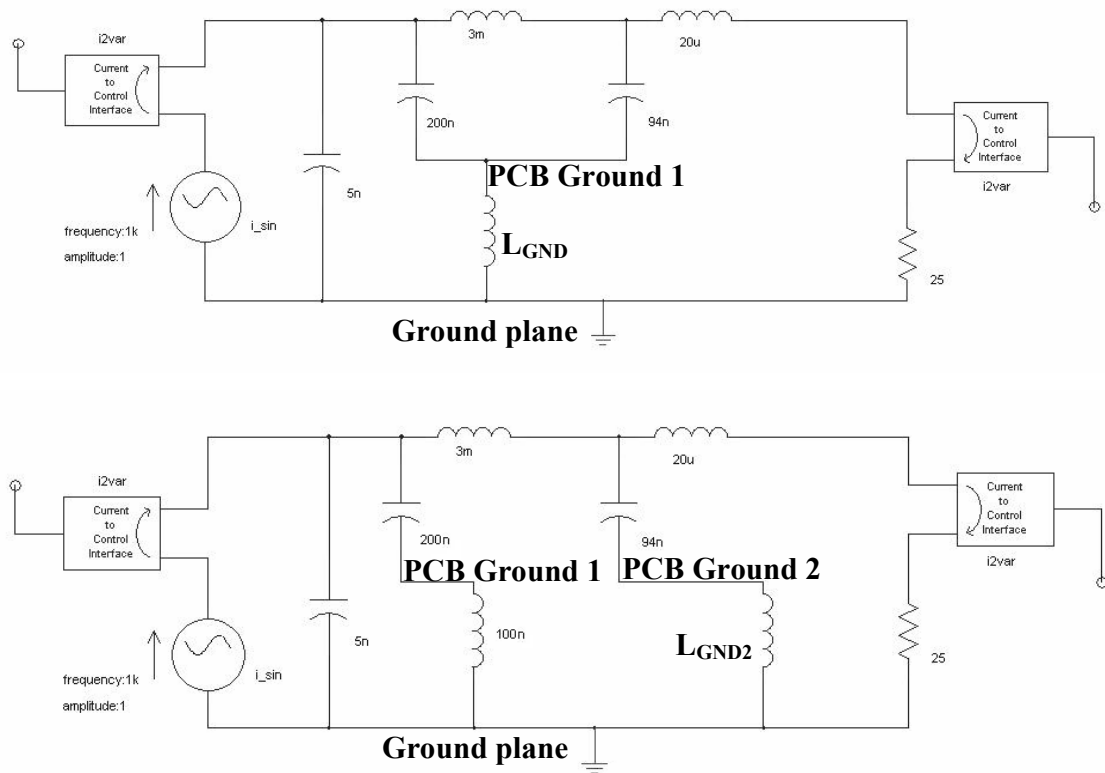 3m
20u
i2var
Current
to
Control
Interface
200n
94n
Current
to
Control
Interface
i2var
PCB Ground 1
5n
i_sin
frequency:1k
amplitude:1
LGND
25
Ground plane
3m
20u
i2var
Current
to
Control
Interface
200n
94n
Current
to
Control
Interface
i2var
PCB Ground 1
PCB Ground 2
5n
100n
LGND2
25
i_sin
frequency:1k
amplitude:1
Ground plane